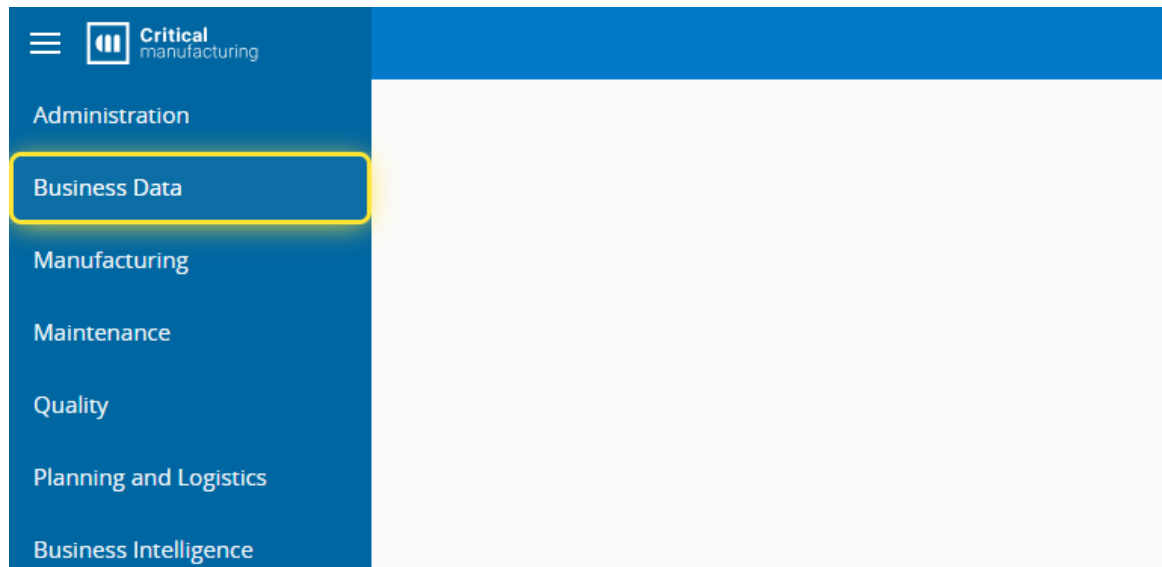 Critical
manufacturing
Administration
Business Data
Manufacturing
Maintenance
Quality
Planning and Logistics
Business Intelligence